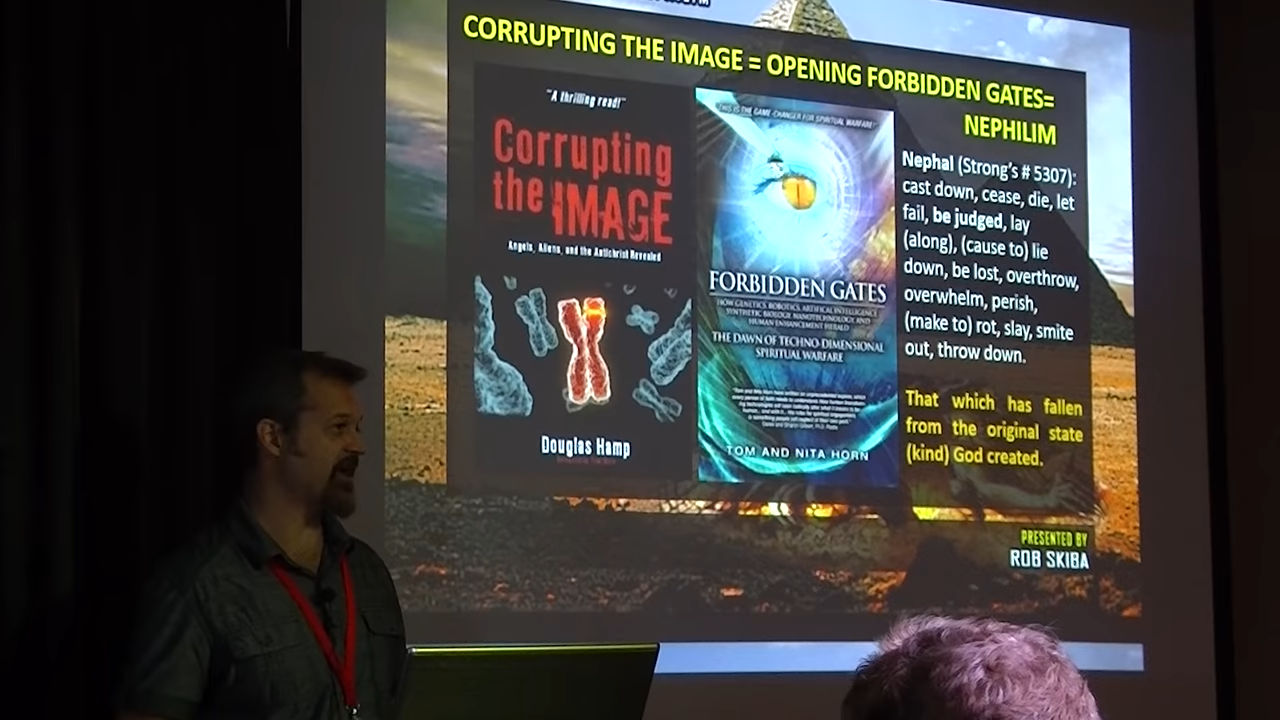 CORRUPTING THE IMAGE = OPENING FORBIDDEN GATES=
NEPHILIM
"A thrilling read!"
Corrupting
the IMAGE
Angels, Aliens, and the Antichrist Revealed
Douglas Hamp
"THIS IS THE GAME-CHANGER FOR SPIRITUAL WARFARE!"
FORBIDDEN GATES
HOW GENETICS, ROBOTICS, ARTIFICIAL INTELLIGENCE
SYNTHETIC BIOLOGY, NANOTECHNOLOGY, AND
HUMAN ENHANCEMENT HERALD
THE DAWN OF TECHNO-DIMENSIONAL
SPIRITUAL WARFARE
TOM AND NITA HORN
Nephal (Strong's # 5307):
cast down, cease, die, let
fail, be judged, lay
(along), (cause to) lie
down, be lost, overthrow,
overwhelm, perish,
(make to) rot, slay, smite
out, throw down.
That which has fallen
from the original state
(kind) God created.
PRESENTED BY
ROB SKIBA